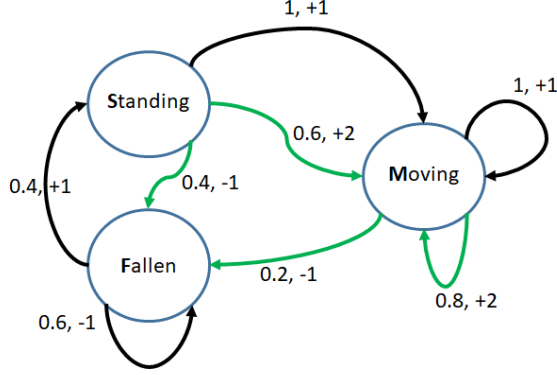 1, +1
Standing
1, +1
0.6, +2
Moving
0.4, +1
0.4, -1
Fallen
0.2, -1
0.8, +2
0.6, -1